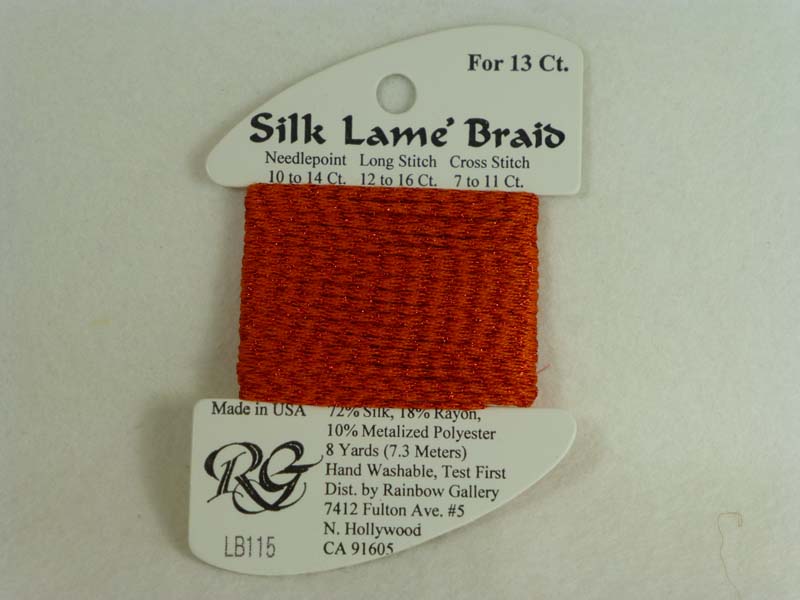 For 13 Ct.
Silk Lame' Braid
Needlepoint Long Stitch Cross Stitch
10 to 14 Ct. 12 to 16 Ct. 7 to 11 Ct.
Made in USA 72% Silk, 18% Rayon,
10% Metalized Polyester
8 Yards (7.3 Meters)
Hand Washable, Test First
Dist. by Rainbow Gallery
7412 Fulton Ave. #5
N. Hollywood
CA 91605
RG
LB115